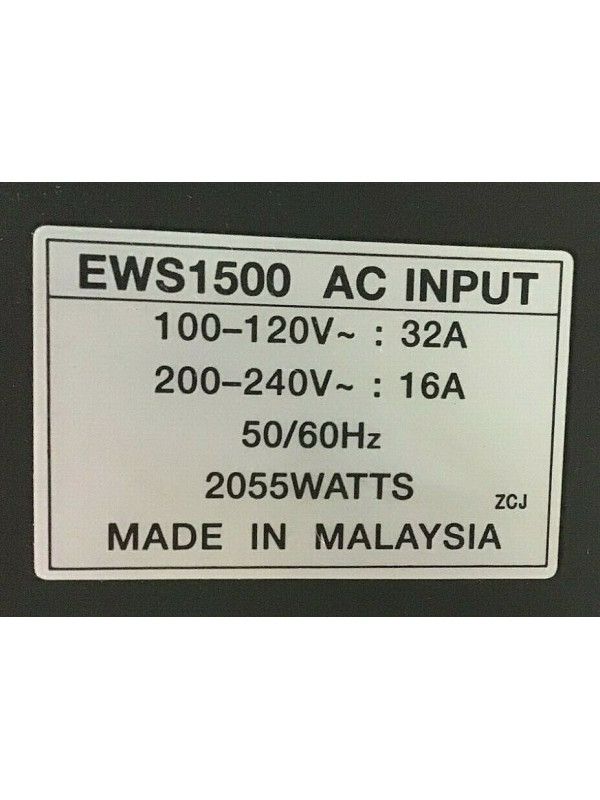 EWS1500 AC INPUT
100–120V~ : 32A
200–240V~ : 16A
50/60Hz
2055WATTS
ZCJ
MADE IN MALAYSIA